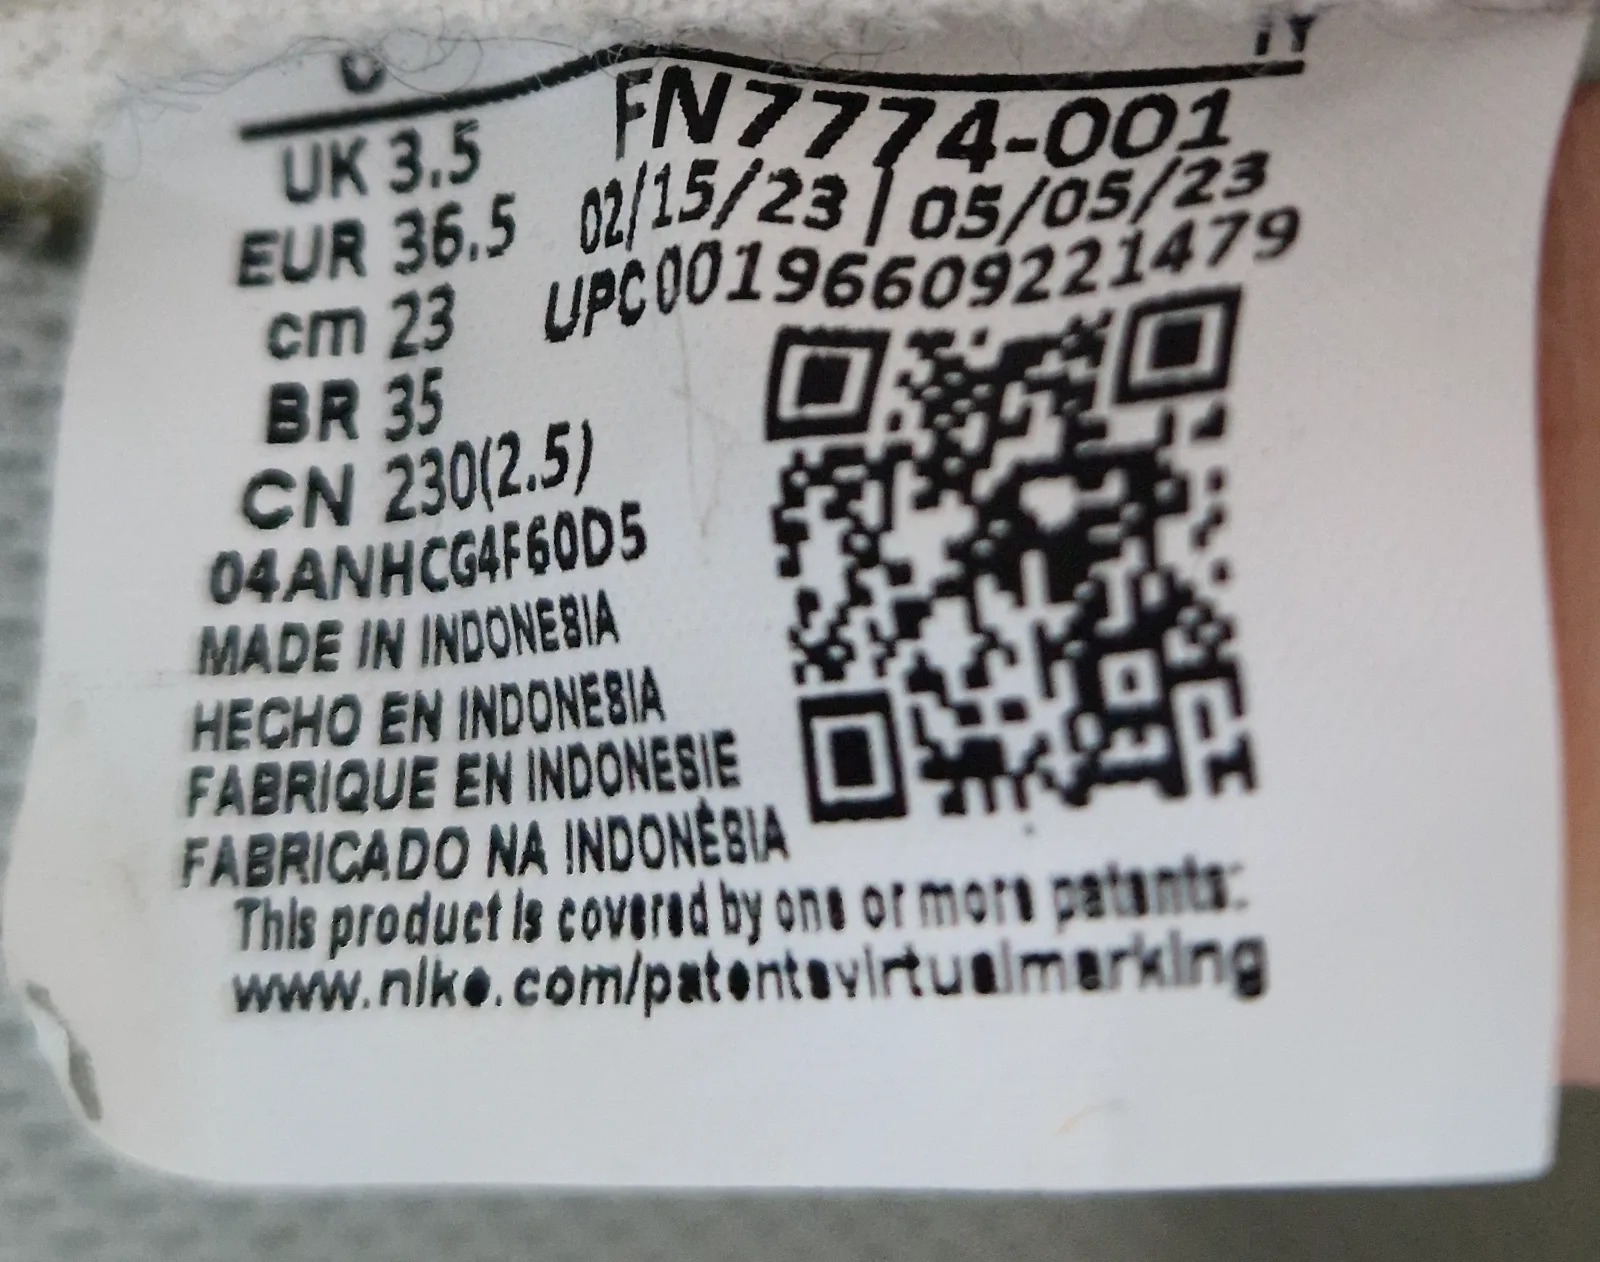 UK 3.5
EUR 36.5
cm 23
BR 35
CN 230(2.5)
04ANHCG4F60D5
FN7774-001
02/15/23 | 05/05/23
UPC00196609221479
MADE IN INDONESIA
HECHO EN INDONESIA
FABRIQUE EN INDONESIE
FABRICADO NA INDONÉSIA
This product is covered by one or more patents:
www.nike.com/patentsvirtualmarking